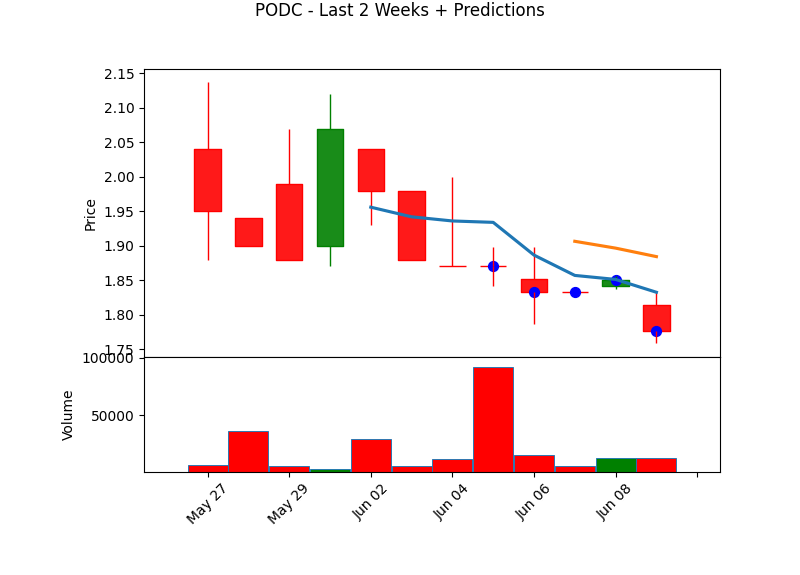 PODC - Last 2 Weeks + Predictions
2.15
2.10
2.05
2.00
1.95
1.90
1.85
1.80
1.75
Price
100000
50000
Volume
May 27
May 29
Jun 02
Jun 04
Jun 06
Jun 08